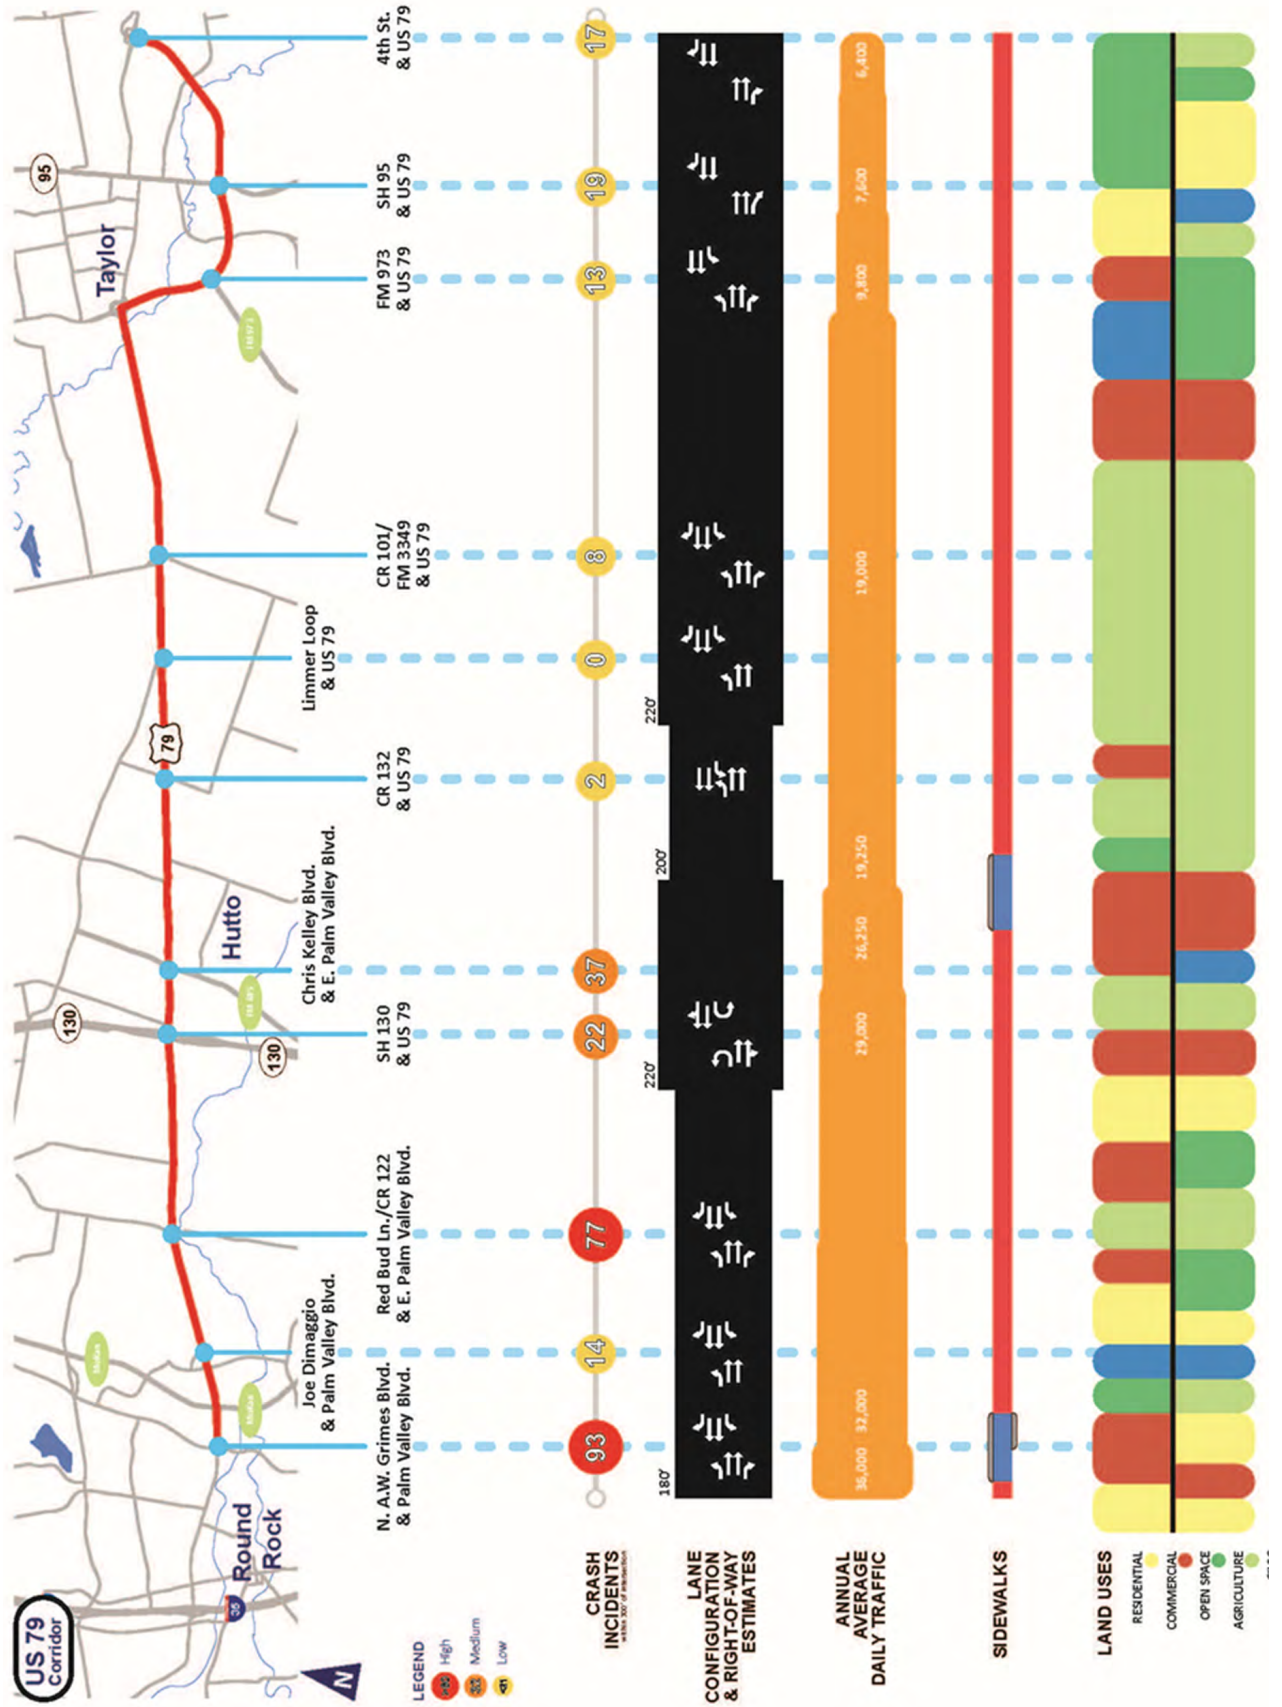 US 79
Corridor
Round
Rock
Hutto
Taylor
35
130
130
79
95
N. A.W. Grimes Blvd.
& Palm Valley Blvd.
Joe Dimaggio
& Palm Valley Blvd.
Red Bud Ln./CR 122
& E. Palm Valley Blvd.
SH 130
& US 79
Chris Kelley Blvd.
& E. Palm Valley Blvd.
CR 132
& US 79
Limmer Loop
& US 79
CR 101/
FM 3349
& US 79
FM 973
& US 79
SH 95
& US 79
4th St.
& US 79
N
LEGEND
High
Medium
Low
CRASH
INCIDENTS
93
14
77
22
37
2
0
8
13
19
17
LANE
CONFIGURATION
& RIGHT-OF-WAY
ESTIMATES
180'
220'
200'
220'
ANNUAL
AVERAGE
DAILY TRAFFIC
36,000
32,000
29,000
26,250
19,250
19,000
9,800
7,600
6,400
SIDEWALKS
LAND USES
RESIDENTIAL
COMMERCIAL
OPEN SPACE
AGRICULTURE